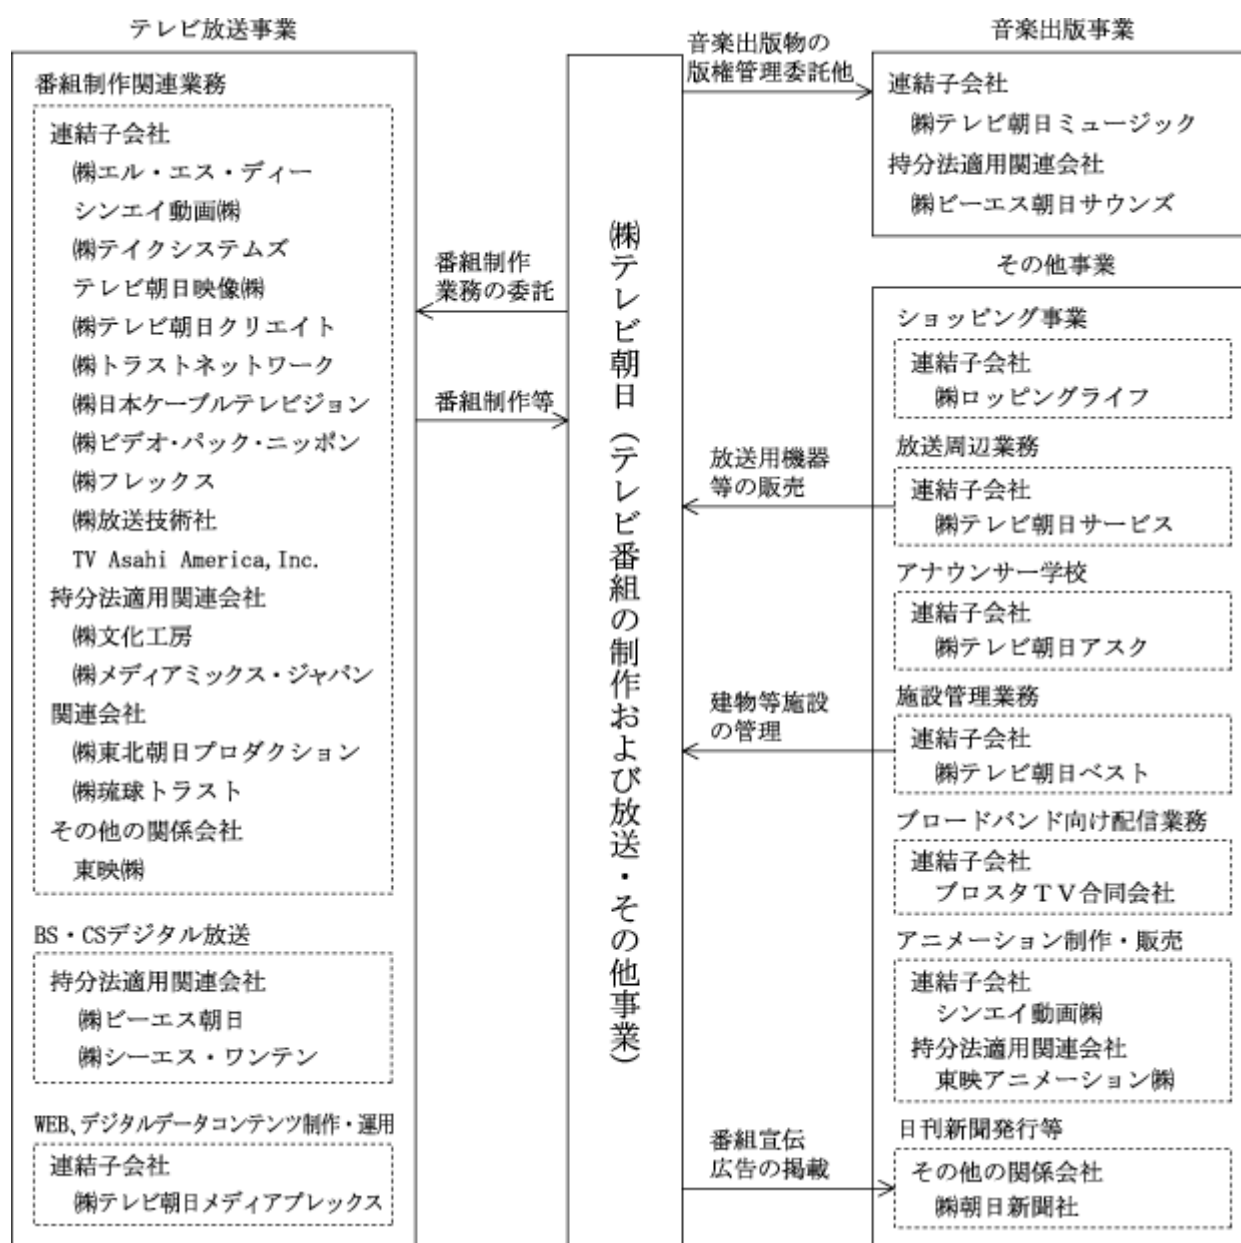 テレビ放送事業
番組制作関連業務
連結子会社
㈱エル・エス・ディー
シンエイ動画㈱
㈱テイクシステムズ
テレビ朝日映像㈱
㈱テレビ朝日クリエイト
㈱トラストネットワーク
㈱日本ケーブルテレビジョン
㈱ビデオ・パック・ニッポン
㈱フレックス
㈱放送技術社
TV Asahi America,Inc.
持分法適用関連会社
㈱文化工房
㈱メディアミックス・ジャパン
関連会社
㈱東北朝日プロダクション
㈱琉球トラスト
その他の関係会社
東映㈱
BS・CSデジタル放送
持分法適用関連会社
㈱ビーエス朝日
㈱シーエス・ワンテン
WEB、デジタルデータコンテンツ制作・運用
連結子会社
㈱テレビ朝日メディアプレックス
番組制作
業務の委託
番組制作等
㈱テレビ朝日（テレビ番組の制作および放送・その他事業）
音楽出版物の
版権管理委託他
放送用機器
等の販売
建物等施設
の管理
番組宣伝
広告の掲載
音楽出版事業
連結子会社
㈱テレビ朝日ミュージック
持分法適用関連会社
㈱ビーエス朝日サウンズ
その他事業
ショッピング事業
連結子会社
㈱ロッピングライフ
放送周辺業務
連結子会社
㈱テレビ朝日サービス
アナウンサー学校
連結子会社
㈱テレビ朝日アスク
施設管理業務
連結子会社
㈱テレビ朝日ベスト
ブロードバンド向け配信業務
連結子会社
ブロスタＴＶ合同会社
アニメーション制作・販売
連結子会社
シンエイ動画㈱
持分法適用関連会社
東映アニメーション㈱
日刊新聞発行等
その他の関係会社
㈱朝日新聞社